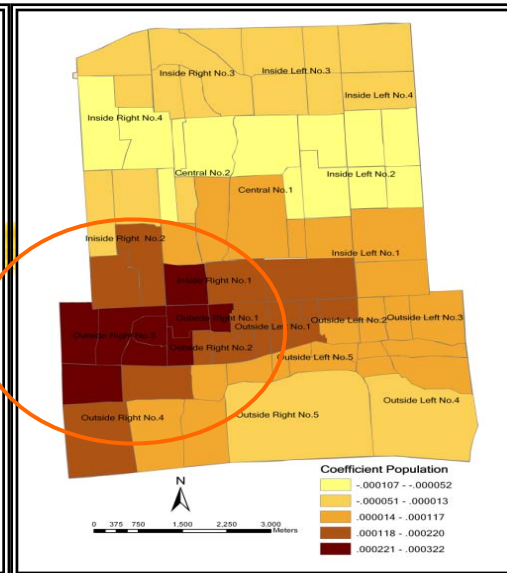 Inside Right No.3
Inside Left No.3
Inside Left No.4
Inside Right No.4
Central No.2
Inside Left No.2
Central No.1
Iniside Right No.2
Inside Left No.1
Inside Right No.1
Outside Right No.3
Outside Right No.1
Outside Left No.1
Outside Left No.2
Outside Left No.3
Outside Right No.2
Outside Left No.5
Outside Left No.4
Outside Right No.4
Outside Right No.5
Coefficient Population
-.000107 - -.000052
-.000051 - .000013
.000014 - .000117
.000118 - .000220
.000221 - .000322
N
0 375 750 1,500 2,250 3,000
Meters